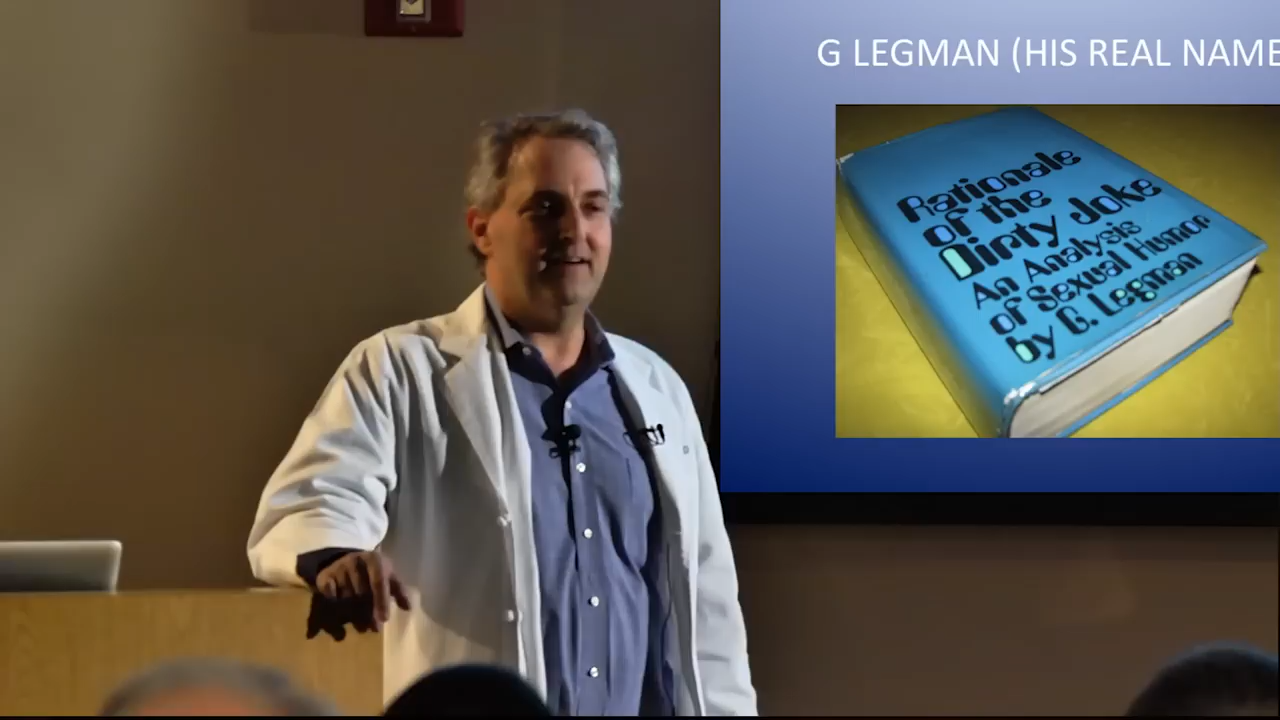 G LEGMAN (HIS REAL NAME
Rationale
of the
Dirty Joke
An Analysis
of Sexual Humor
by G. Legman